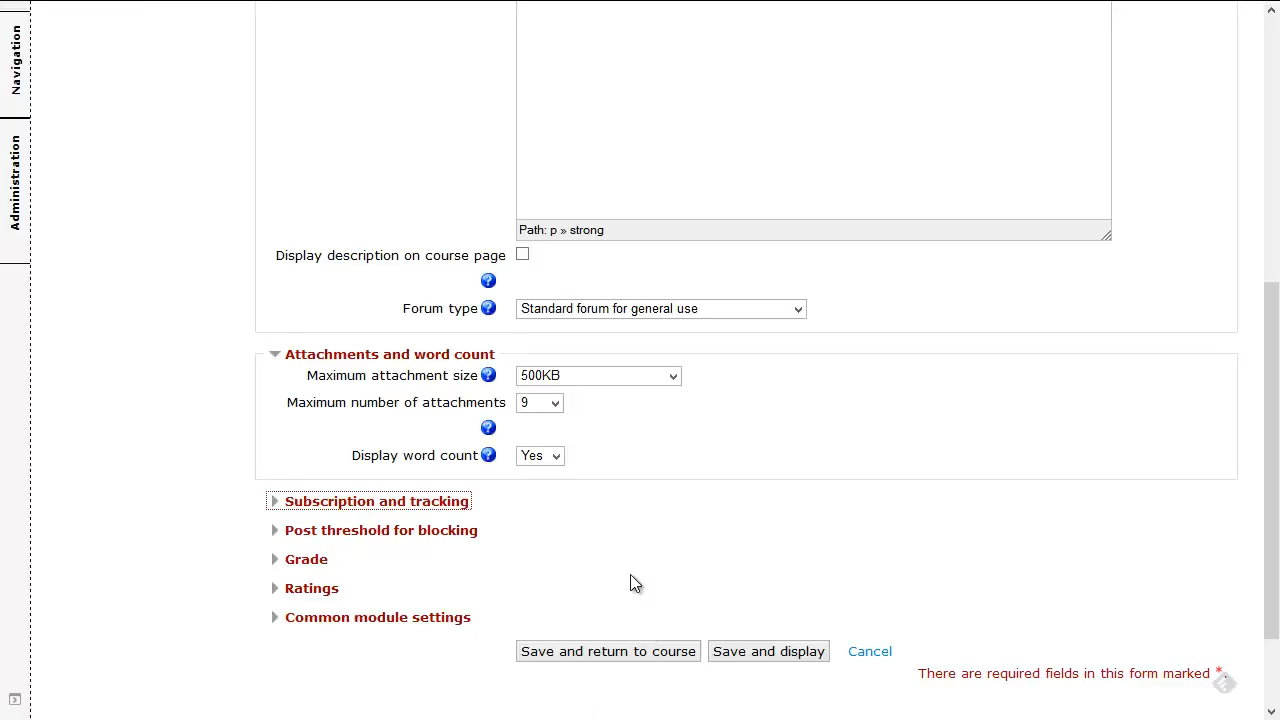 Navigation
Administration
Path: p » strong
Display description on course page
Forum type
Standard forum for general use
Attachments and word count
Maximum attachment size
500KB
Maximum number of attachments
9
Display word count
Yes
Subscription and tracking
Post threshold for blocking
Grade
Ratings
Common module settings
Save and return to course
Save and display
Cancel
There are required fields in this form marked *.